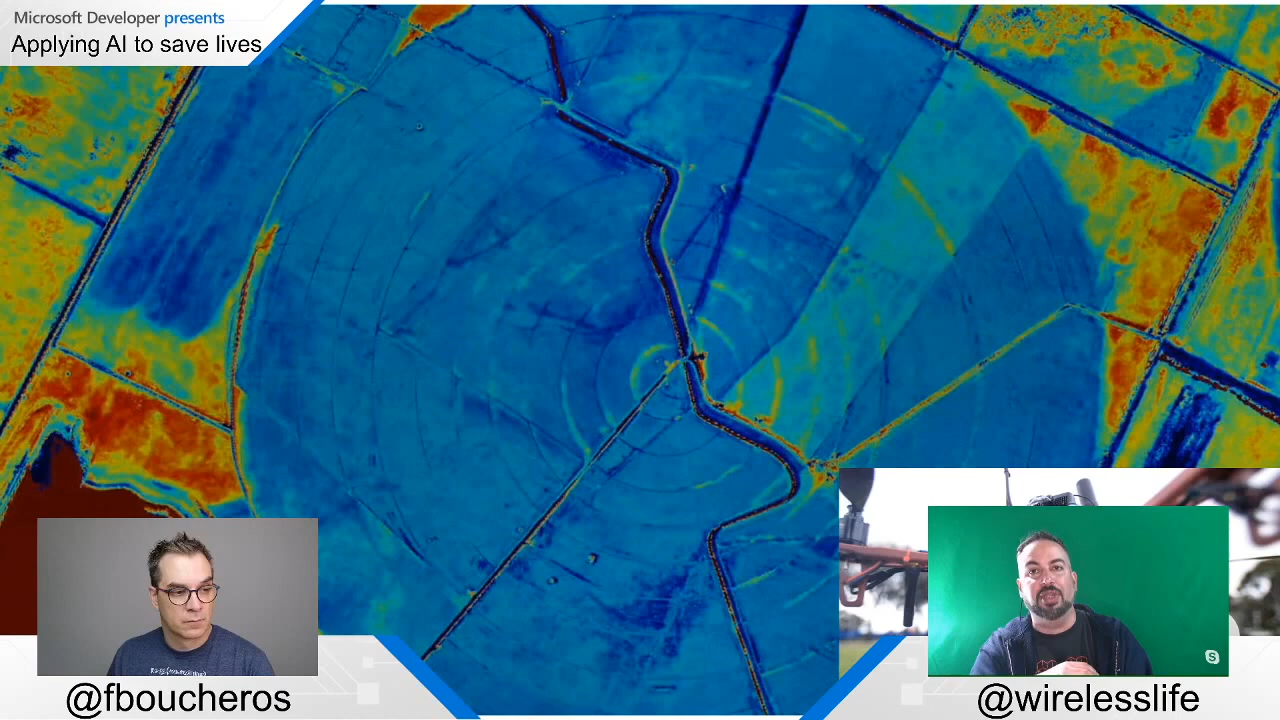 Microsoft Developer presents
Applying AI to save lives
@fboucheros
@wirelesslife